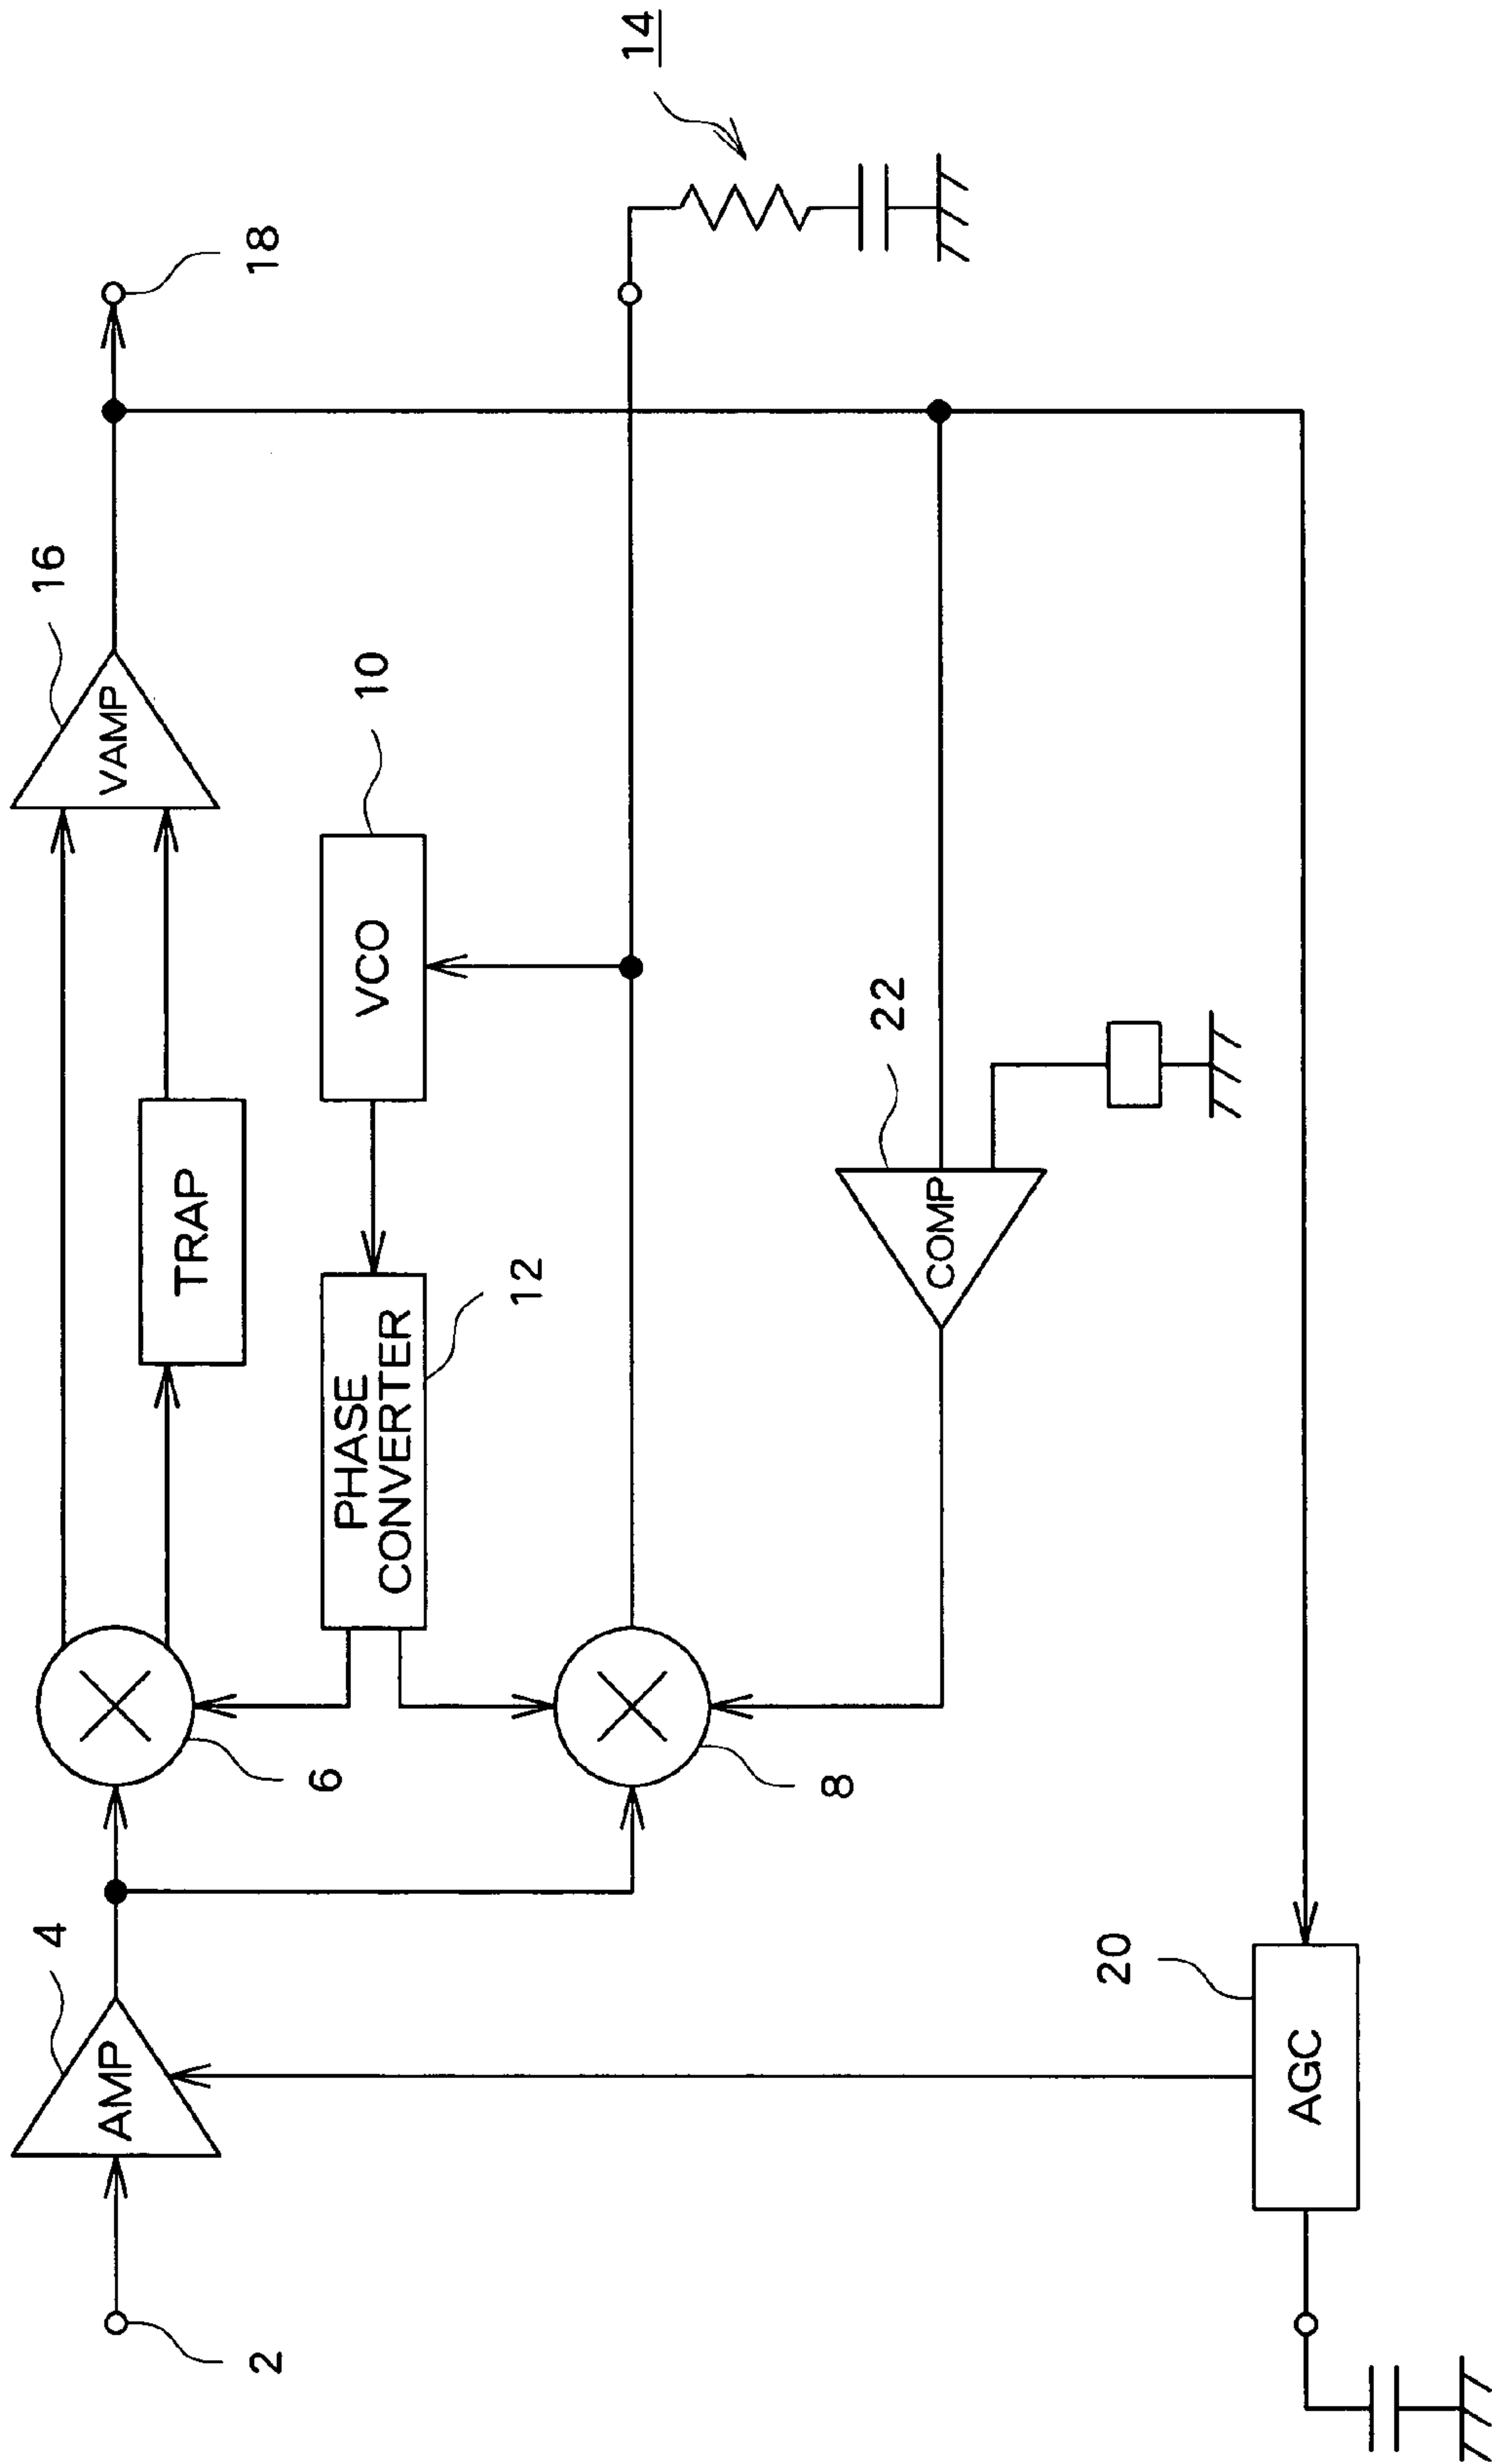 2
4
AMP
6
TRAP
16
VAMP
18
PHASE
CONVERTER
12
VCO
10
8
14
22
COMP
20
AGC